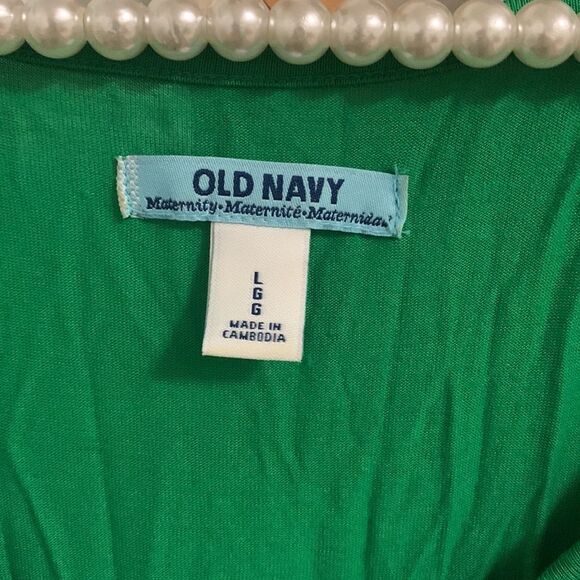 OLD NAVY
Maternity•Maternité•Maternidad
L
G
G
MADE IN
CAMBODIA